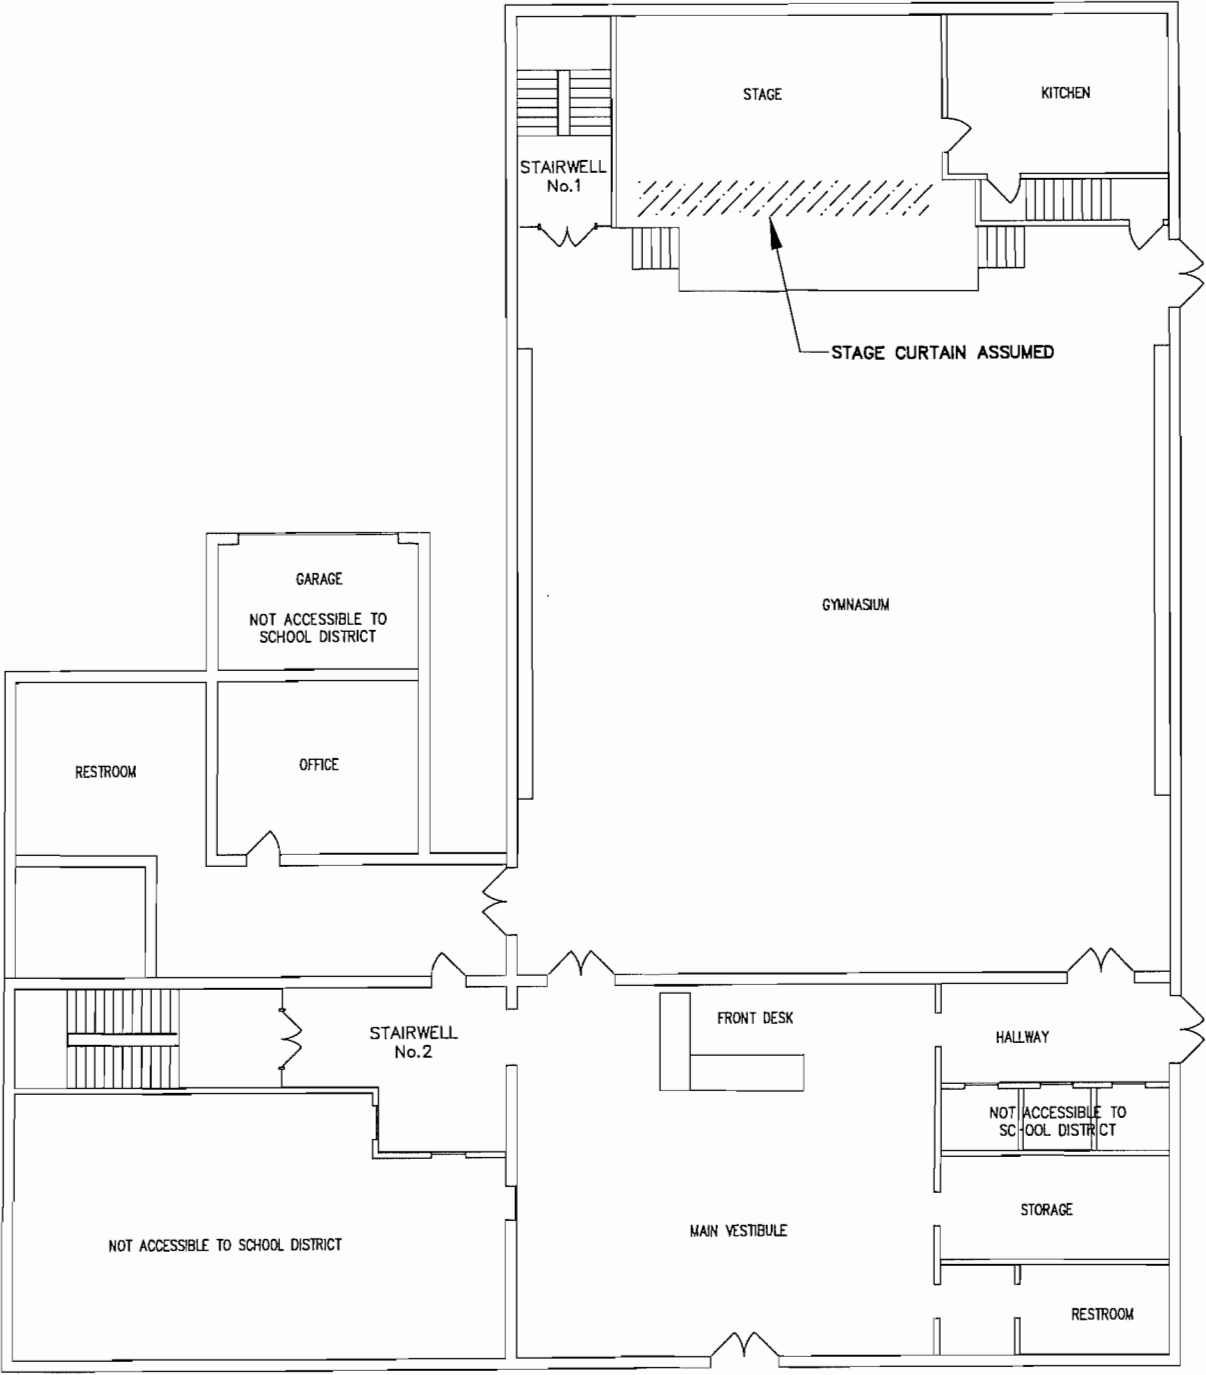 STAGE
KITCHEN
STAIRWELL
No.1
STAGE CURTAIN ASSUMED
GARAGE
NOT ACCESSIBLE TO
SCHOOL DISTRICT
GYMNASIUM
RESTROOM
OFFICE
FRONT DESK
STAIRWELL
No.2
HALLWAY
NOT ACCESSIBLE TO
SCHOOL DISTRICT
STORAGE
MAIN VESTIBULE
NOT ACCESSIBLE TO SCHOOL DISTRICT
RESTROOM